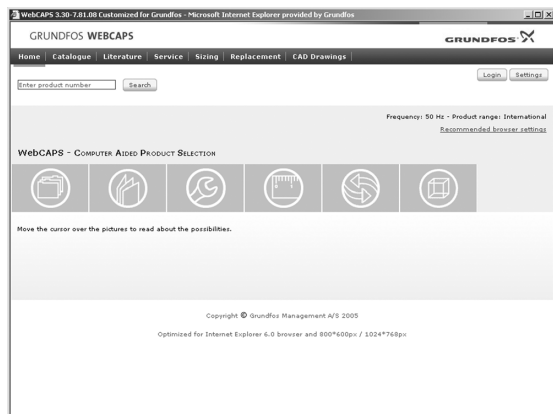 WebCAPS 3.30-7.81.08 Customized for Grundfos - Microsoft Internet Explorer provided by Grundfos
GRUNDFOS WEBCAPS
GRUNDFOS
Home Catalogue Literature Service Sizing Replacement CAD Drawings
Login Settings
Enter product number Search
Frequency: 50 Hz - Product range: International
Recommended browser settings
WebCAPS - Computer Aided Product Selection
Move the cursor over the pictures to read about the possibilities.
Copyright © Grundfos Management A/S 2005
Optimized for Internet Explorer 6.0 browser and 800*600px / 1024*768px